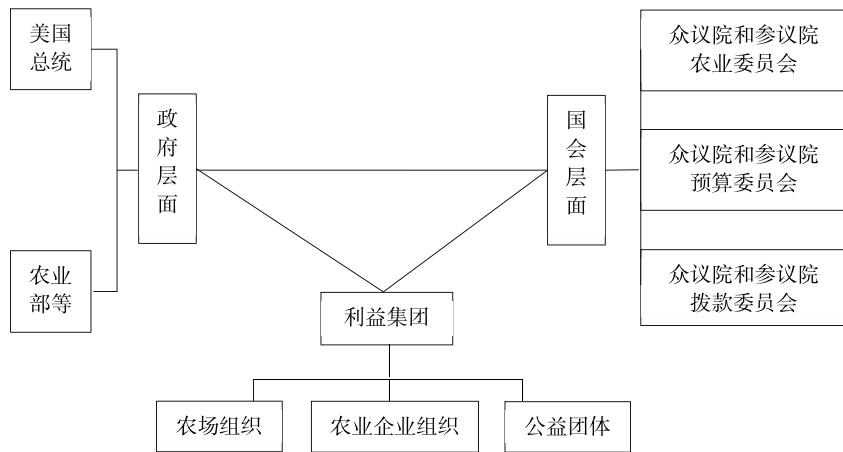 美国
总统
农业
部等
政府层面
国会层面
众议院和参议院
农业委员会
众议院和参议院
预算委员会
众议院和参议院
拨款委员会
利益集团
农场组织
农业企业组织
公益团体